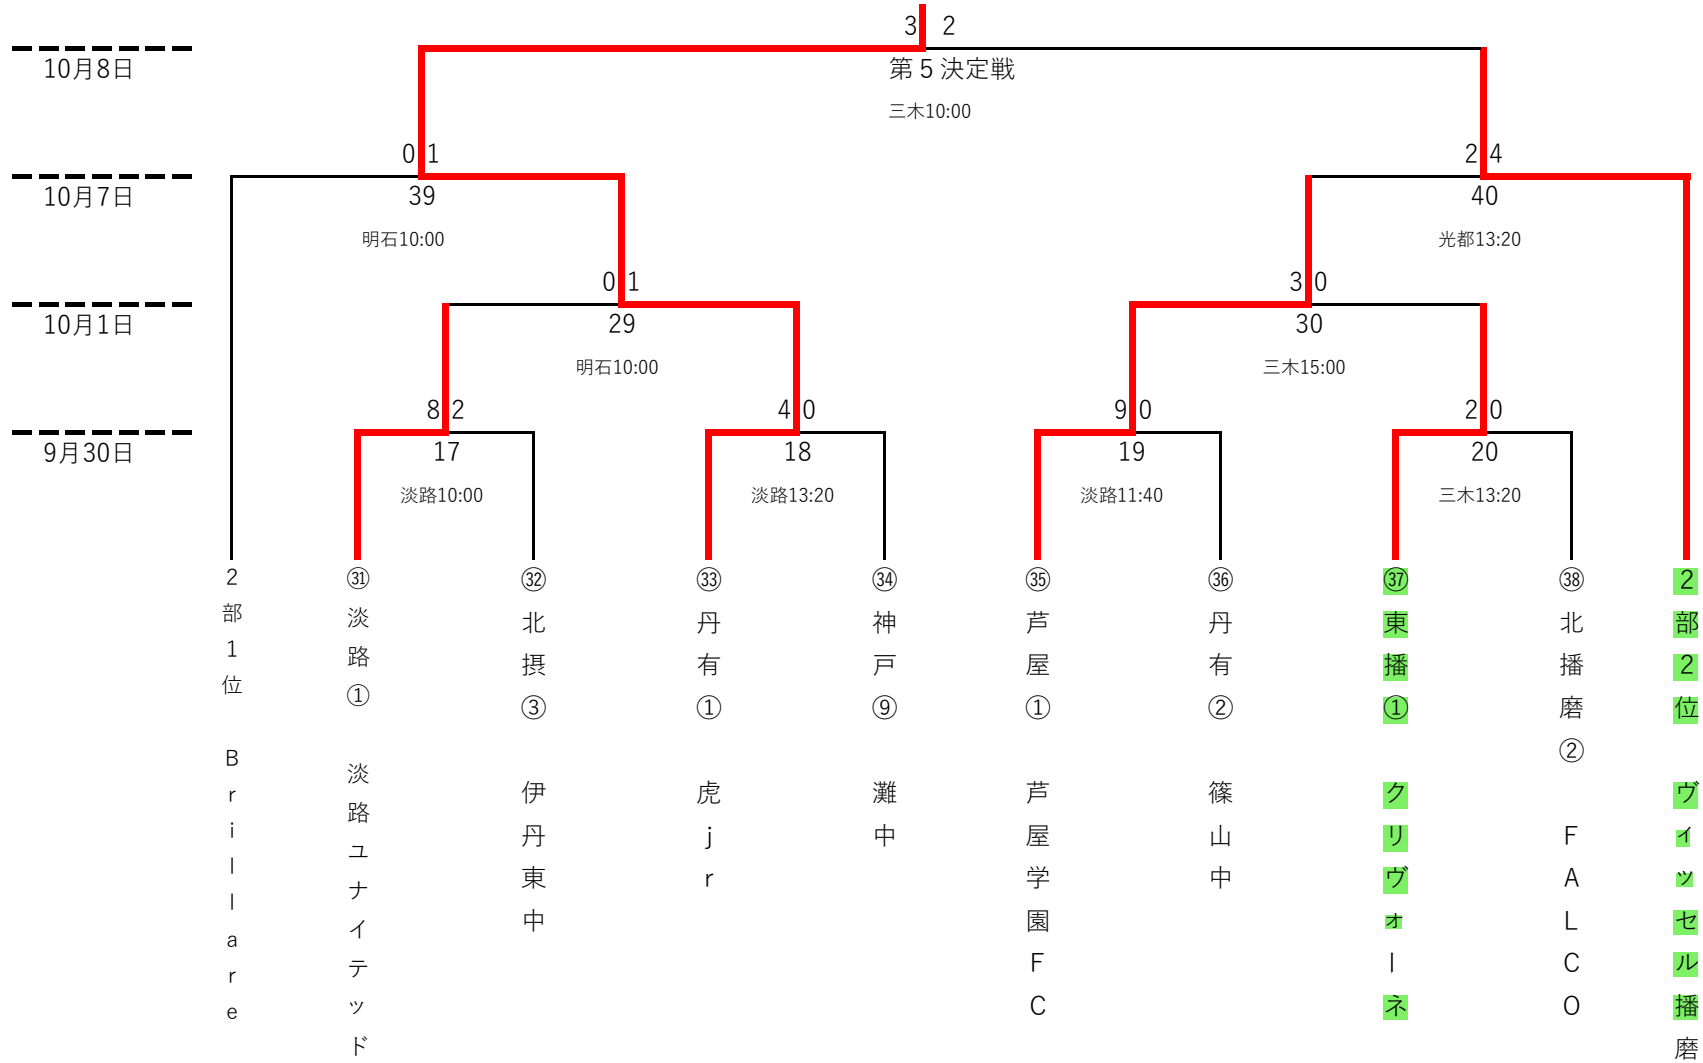 3 2
10月8日
第5決定戦
三木10:00
0 1
2 4
10月7日
39
40
明石10:00
光都13:20
0 1
3 0
10月1日
29
30
明石10:00
三木15:00
8 2
4 0
9 0
2 0
9月30日
17
18
19
20
淡路10:00
淡路13:20
淡路11:40
三木13:20
2部1位 Brillare
㉛淡路① 淡路ユナイテッド
㉜北摂③ 伊丹東中
㉝丹有① 虎jr
㉞神戸⑨ 灘中
㉟芦屋① 芦屋学園FC
㊱丹有② 篠山中
㊲東播① クリヴォーネ
㊳北播磨② FALCO
2部2位 ヴィッセル播磨